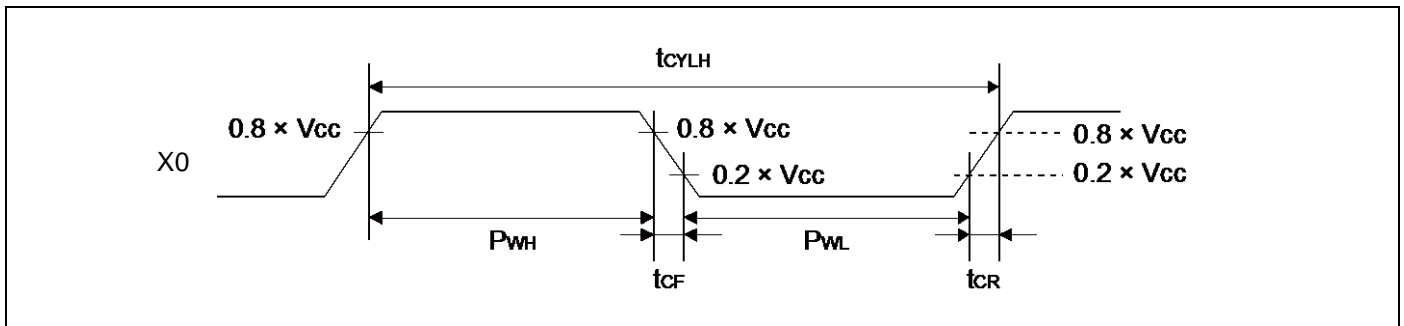 tCYLH
0.8 × Vcc
0.8 × Vcc
0.8 × Vcc
X0
0.2 × Vcc
0.2 × Vcc
PWH
PWL
tCF
tCR